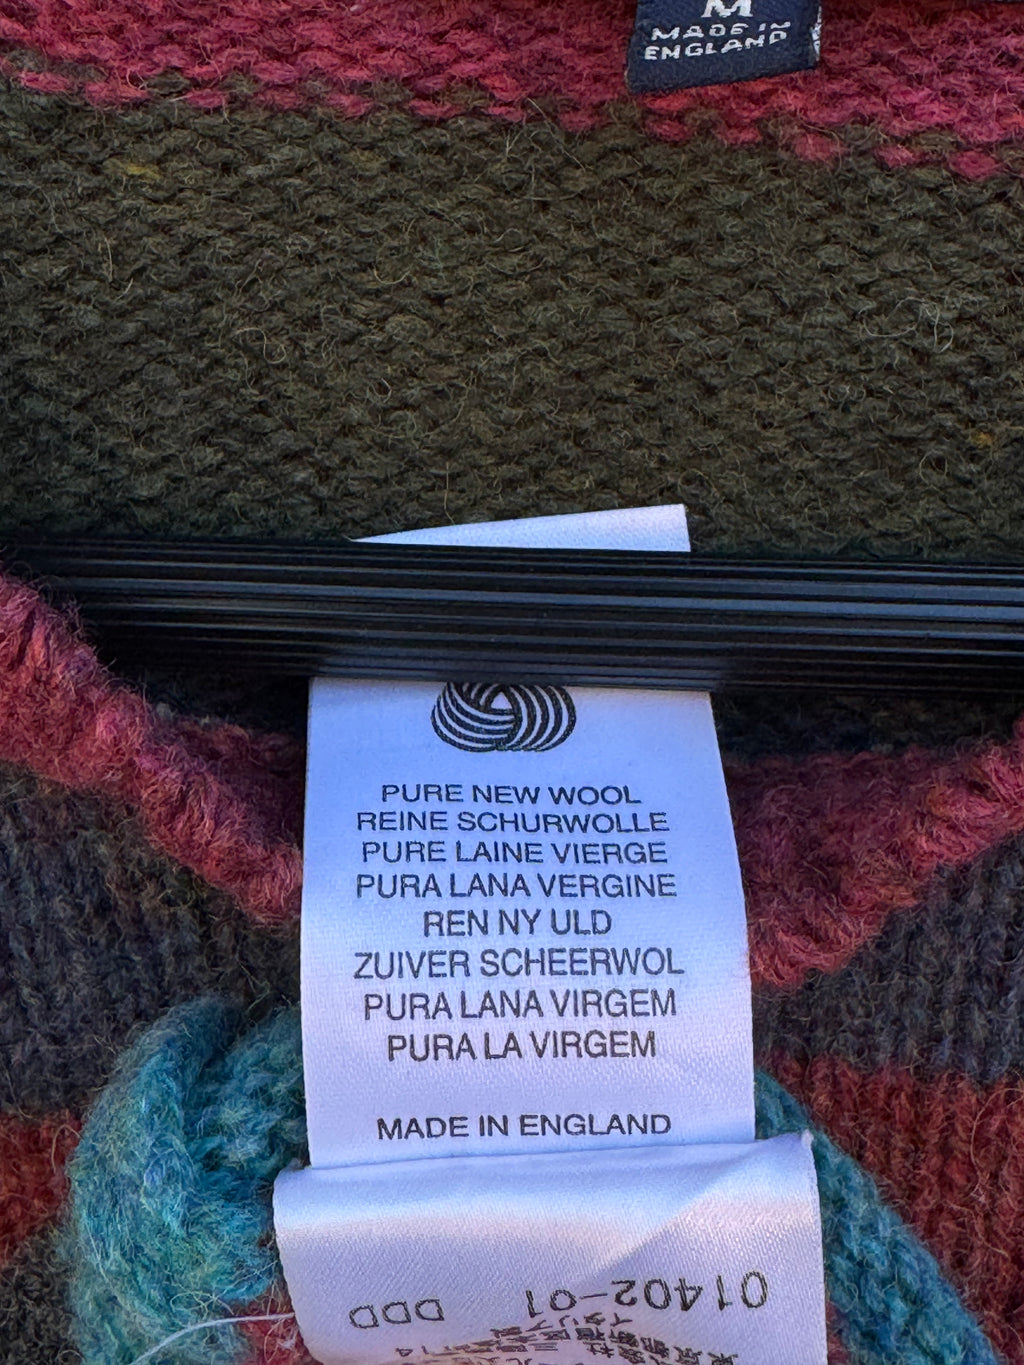 M
MADE IN
ENGLAND
PURE NEW WOOL
REINE SCHURWOLLE
PURE LAINE VIERGE
PURA LANA VERGINE
REN NY ULD
ZUIVER SCHEERWOL
PURA LANA VIRGEM
PURA LA VIRGEM
MADE IN ENGLAND
01402-01 DDD